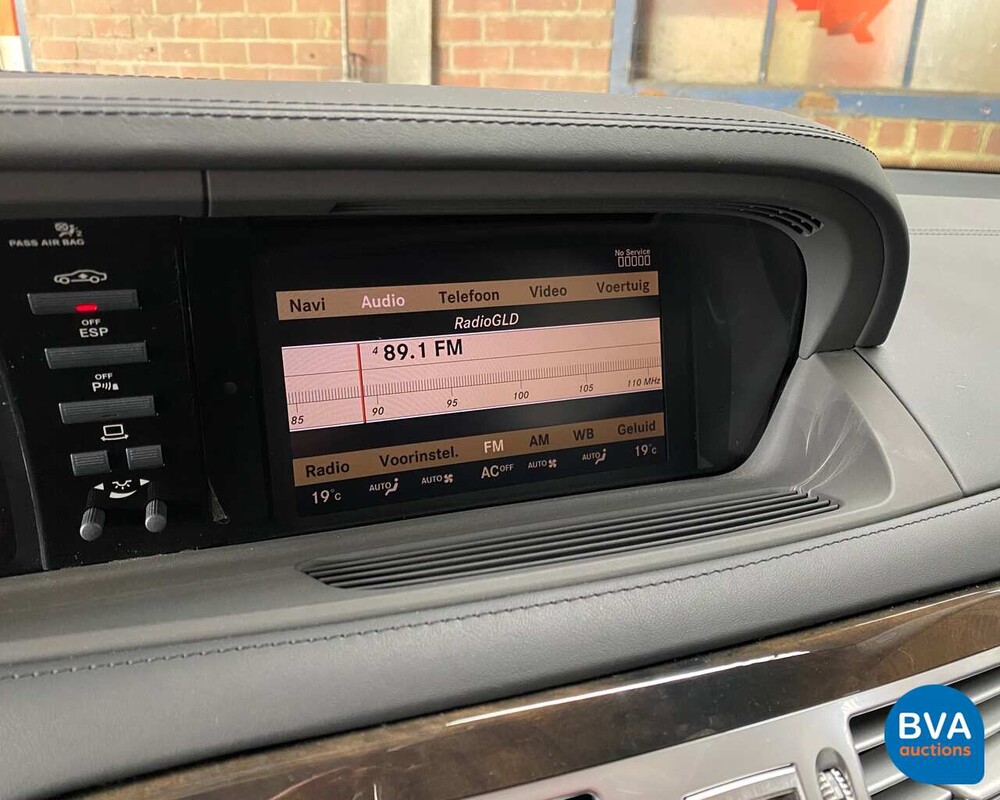 PASS AIR BAG
OFF
ESP
OFF
P
No Service
Navi Audio Telefoon Video Voertuig
RadioGLD
4 89.1 FM
85 90 95 100 105 110 MHz
Radio Voorinstel. FM AM WB Geluid
19°C AUTO AUTO AC OFF AUTO AUTO 19°C
BVA
auctions